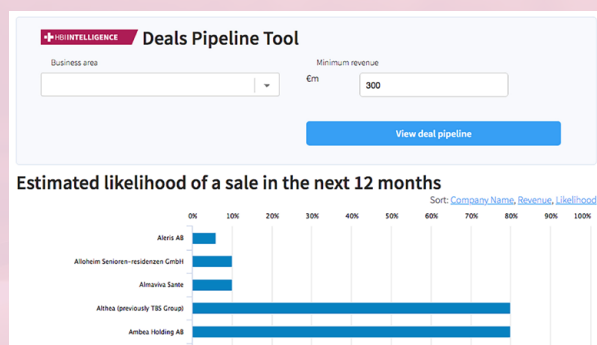 HBI INTELLIGENCE Deals Pipeline Tool
Business area
Minimum revenue
€m
300
View deal pipeline
Estimated likelihood of a sale in the next 12 months
Sort: Company Name, Revenue, Likelihood
0% 10% 20% 30% 40% 50% 60% 70% 80% 90% 100%
Aleris AB
Alloheim Senioren-residenzen GmbH
Almaviva Sante
Althea (previously TBS Group)
Ambea Holding AB